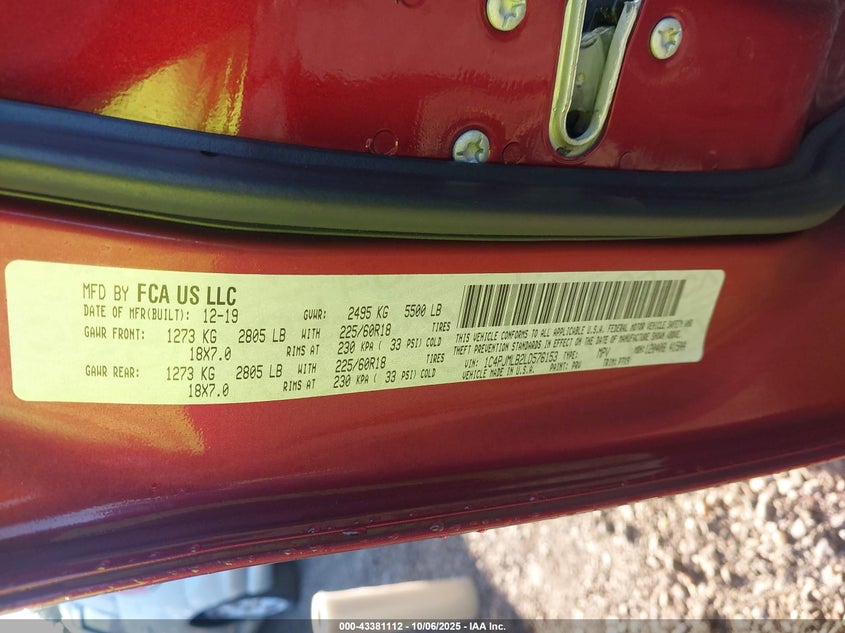 MFD BY FCA US LLC
DATE OF MFR(BUILT): 12-19 GVWR: 2495 KG 5500 LB
GAWR FRONT: 1273 KG 2805 LB WITH 225/60R18 TIRES
18X7.0 RIMS AT 230 KPA ( 33 PSI) COLD
GAWR REAR: 1273 KG 2805 LB WITH 225/60R18 TIRES
18X7.0 RIMS AT 230 KPA ( 33 PSI) COLD
THIS VEHICLE CONFORMS TO ALL APPLICABLE U.S.A. FEDERAL MOTOR VEHICLE SAFETY AND
THEFT PREVENTION STANDARDS IN EFFECT ON THE DATE OF MANUFACTURE SHOWN ABOVE.
VIN: 1C4PJMLB2LD576153 TYPE: MPV MDH:
VEHICLE MADE IN U.S.A. PAINT: PRV TRIM:
000-43381112 - 10/06/2025 - IAA Inc.